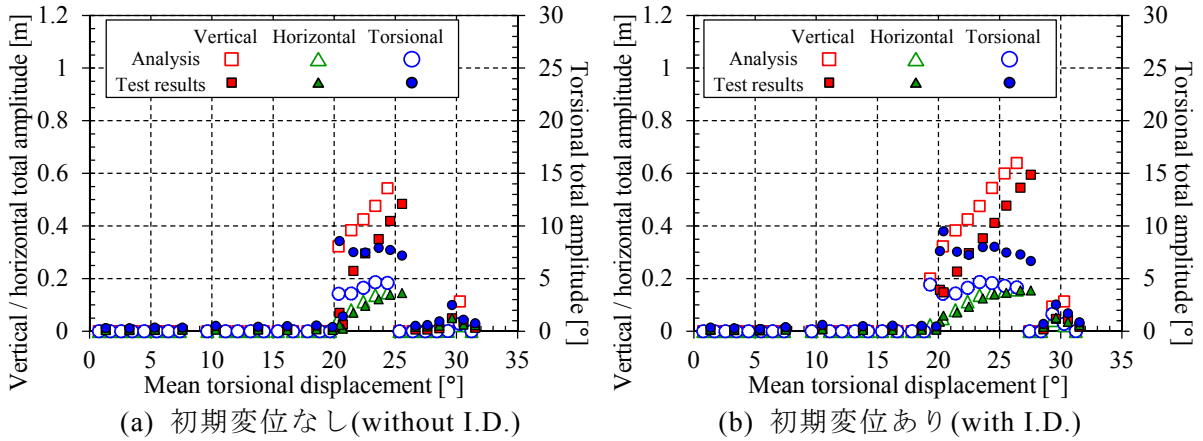 Vertical / horizontal total amplitude [m]
1.2
1
0.8
0.6
0.4
0.2
0
Vertical Horizontal Torsional
Analysis
Test results
30
25
20
15
10
5
0
Torsional total amplitude [°]
0 5 10 15 20 25 30 35
Mean torsional displacement [°]
(a) 初期変位なし(without I.D.)
Vertical / horizontal total amplitude [m]
1.2
1
0.8
0.6
0.4
0.2
0
Vertical Horizontal Torsional
Analysis
Test results
30
25
20
15
10
5
0
Torsional total amplitude [°]
0 5 10 15 20 25 30 35
Mean torsional displacement [°]
(b) 初期変位あり(with I.D.)